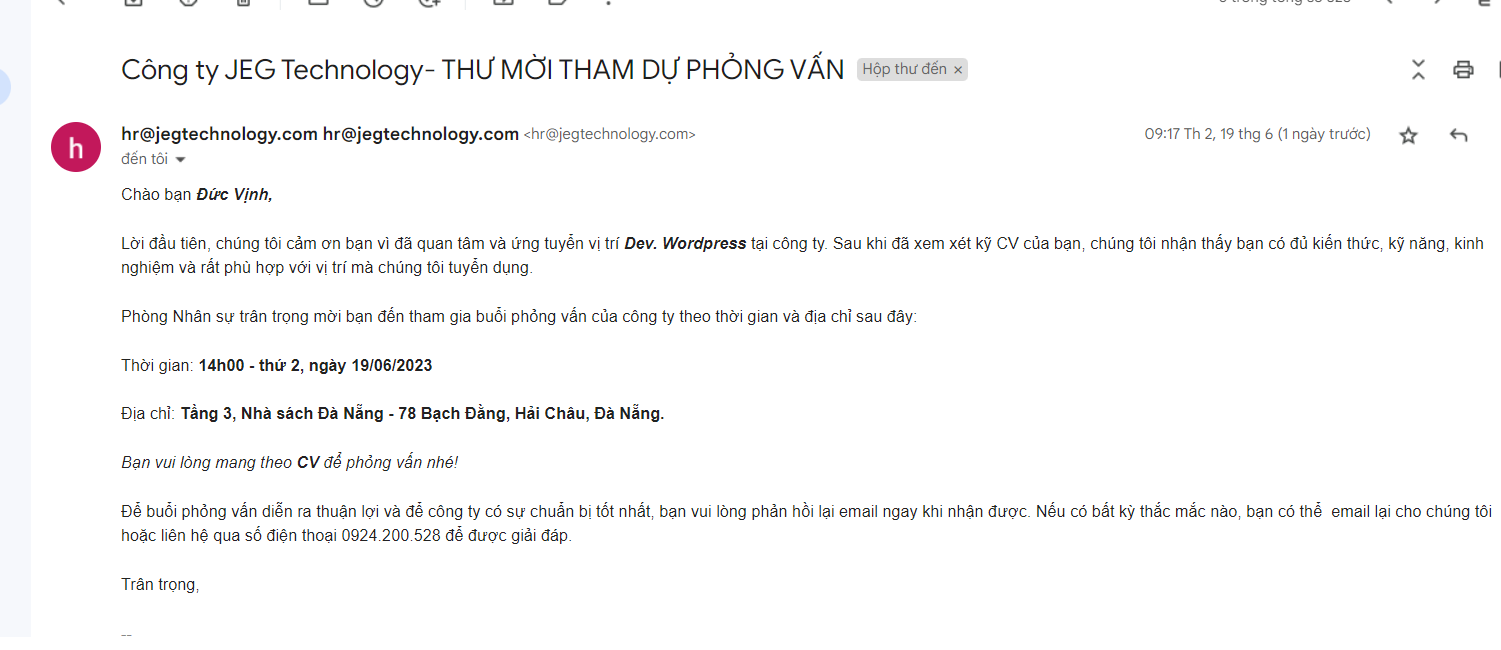 Công ty JEG Technology- THƯ MỜI THAM DỰ PHỎNG VẤN Hộp thư đến ×
h
hr@jegtechnology.com hr@jegtechnology.com <hr@jegtechnology.com> 09:17 Th 2, 19 thg 6 (1 ngày trước)
đến tôi
Chào bạn Đức Vịnh,
Lời đầu tiên, chúng tôi cảm ơn bạn vì đã quan tâm và ứng tuyển vị trí Dev. Wordpress tại công ty. Sau khi đã xem xét kỹ CV của bạn, chúng tôi nhận thấy bạn có đủ kiến thức, kỹ năng, kinh
nghiệm và rất phù hợp với vị trí mà chúng tôi tuyển dụng.
Phòng Nhân sự trân trọng mời bạn đến tham gia buổi phỏng vấn của công ty theo thời gian và địa chỉ sau đây:
Thời gian: 14h00 - thứ 2, ngày 19/06/2023
Địa chỉ: Tầng 3, Nhà sách Đà Nẵng - 78 Bạch Đằng, Hải Châu, Đà Nẵng.
Bạn vui lòng mang theo CV để phỏng vấn nhé!
Để buổi phỏng vấn diễn ra thuận lợi và để công ty có sự chuẩn bị tốt nhất, bạn vui lòng phản hồi lại email ngay khi nhận được. Nếu có bất kỳ thắc mắc nào, bạn có thể  email lại cho chúng tôi
hoặc liên hệ qua số điện thoại 0924.200.528 để được giải đáp.
Trân trọng,
--